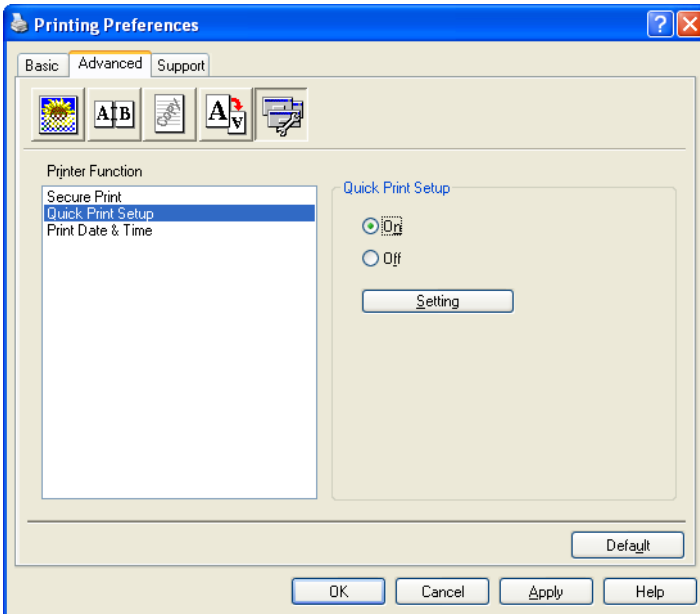 Printing Preferences
Basic Advanced Support
A B Copy A A
Printer Function
Secure Print
Quick Print Setup
Print Date & Time
Quick Print Setup
On
Off
Setting
Default
OK Cancel Apply Help